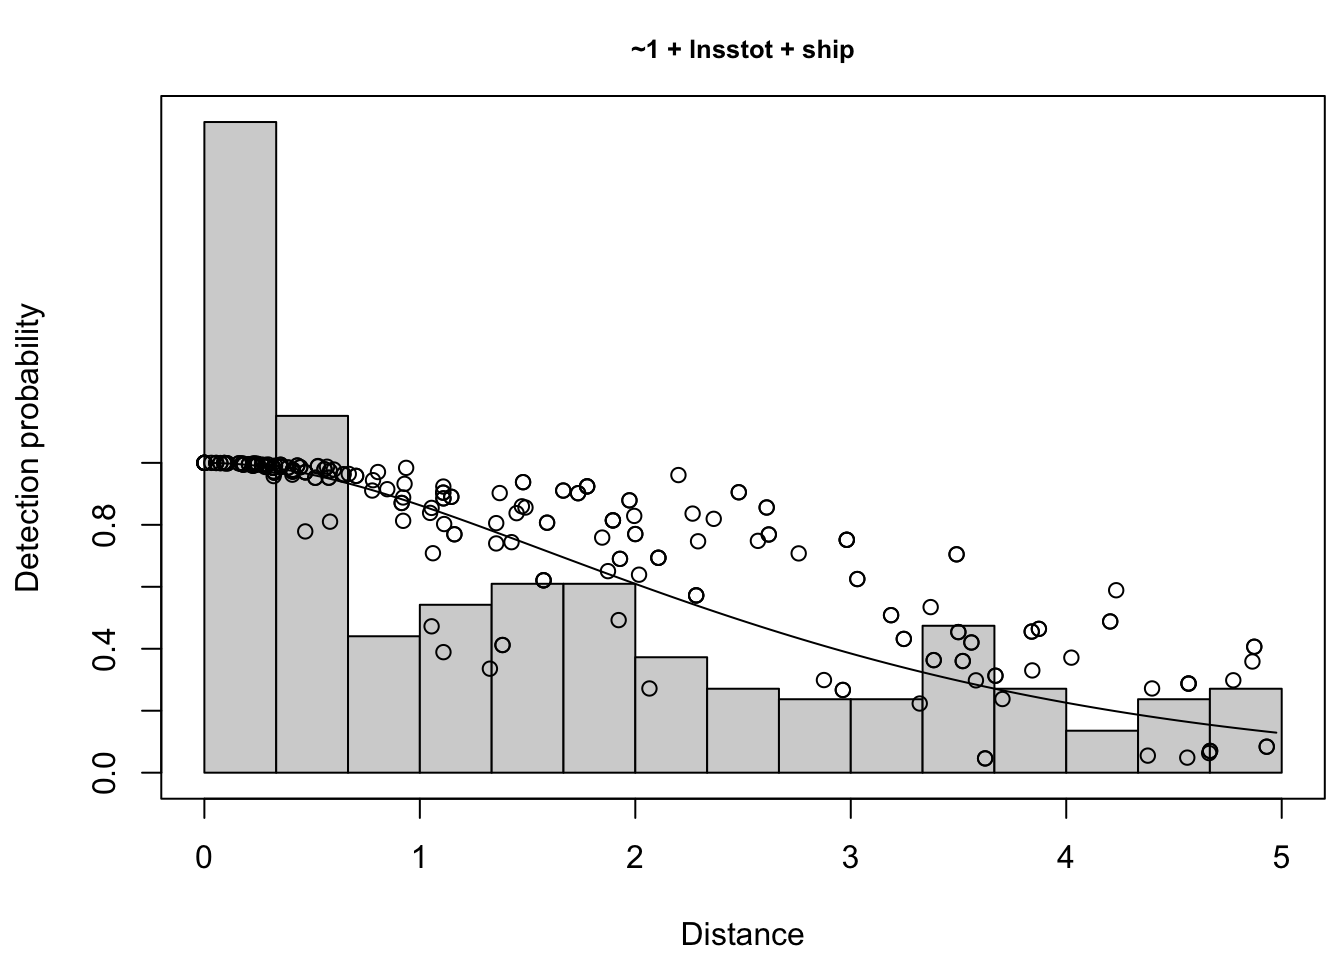 ~1 + lnsstot + ship
Detection probability
0.8
0.4
0.0
0 1 2 3 4 5
Distance